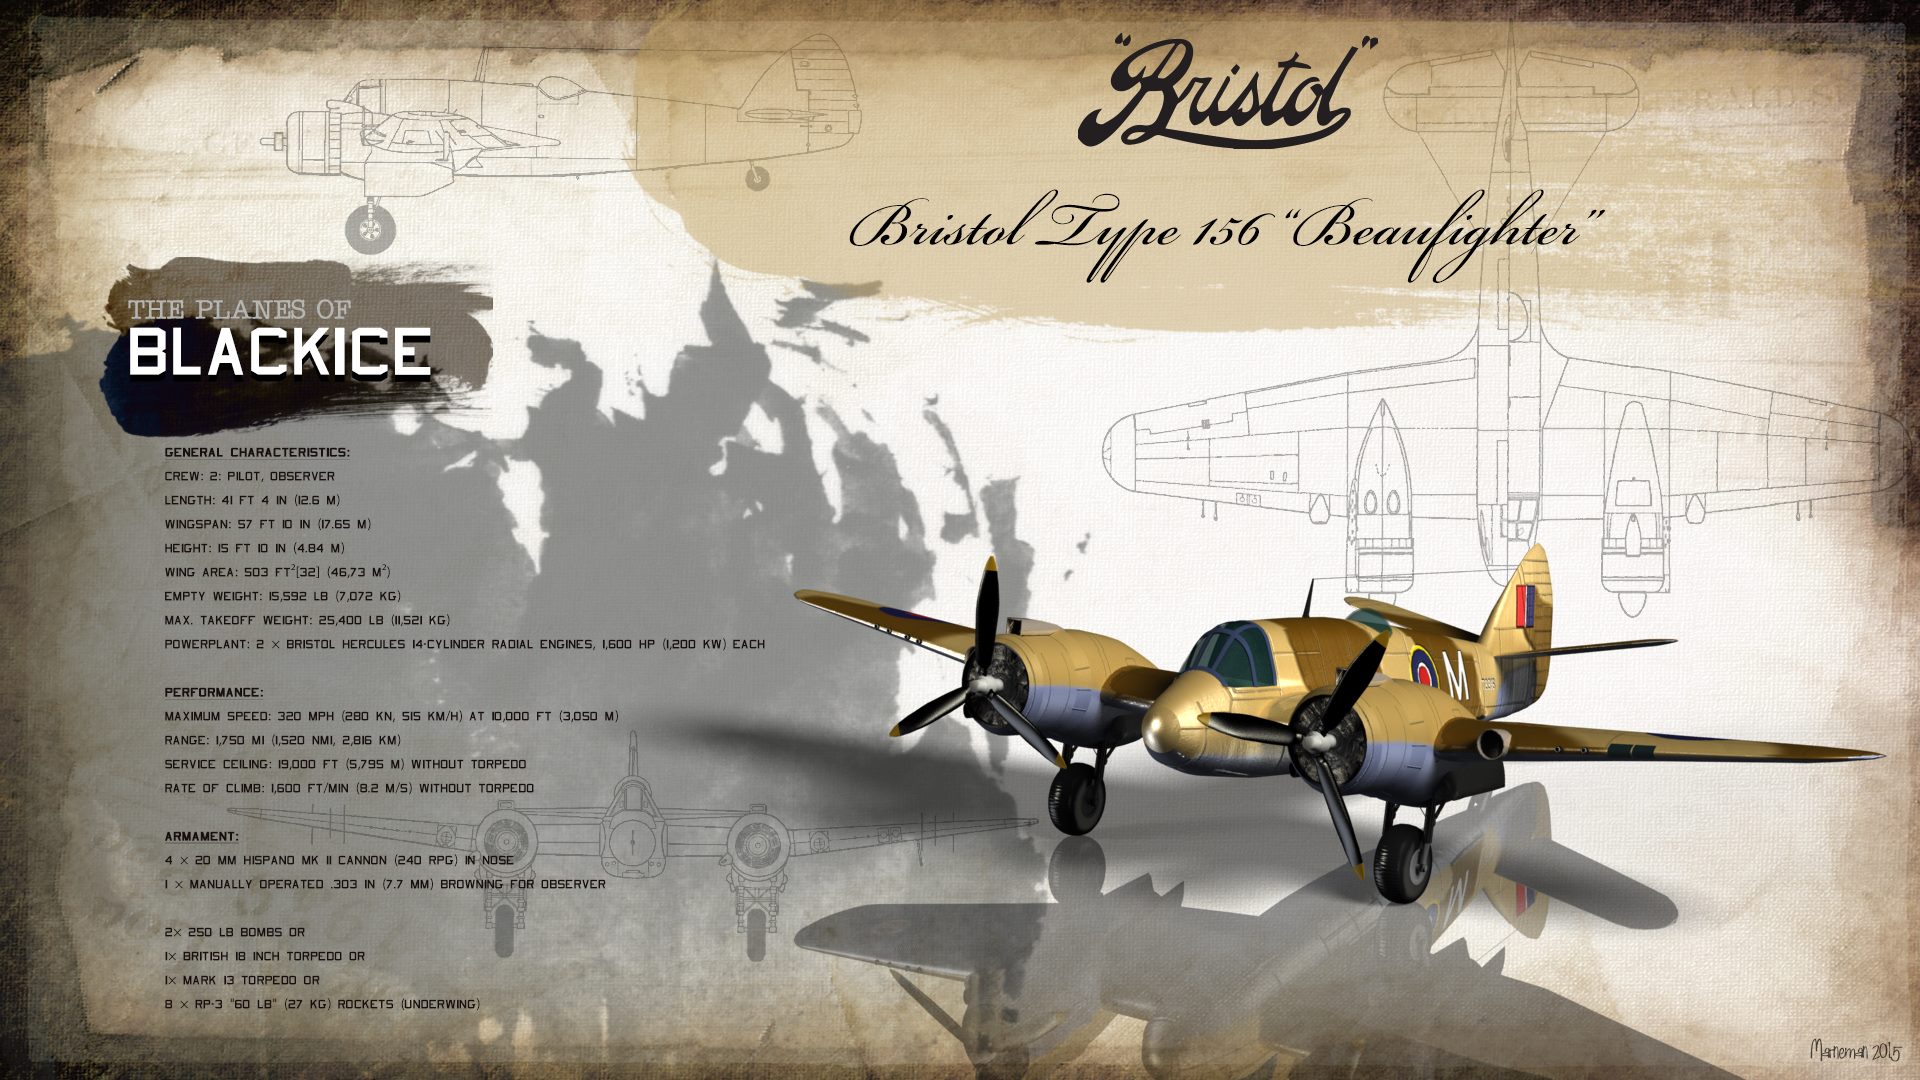 "Bristol"
Bristol Type 156 "Beaufighter"
THE PLANES OF
BLACKICE
GENERAL CHARACTERISTICS:
CREW: 2: PILOT, OBSERVER
LENGTH: 41 FT 4 IN (12.6 M)
WINGSPAN: 57 FT 10 IN (17.65 M)
HEIGHT: 15 FT 10 IN (4.84 M)
WING AREA: 503 FT²[32] (46,73 M²)
EMPTY WEIGHT: 15,592 LB (7,072 KG)
MAX. TAKEOFF WEIGHT: 25,400 LB (11,521 KG)
POWERPLANT: 2 × BRISTOL HERCULES 14-CYLINDER RADIAL ENGINES, 1,600 HP (1,200 KW) EACH
PERFORMANCE:
MAXIMUM SPEED: 320 MPH (280 KN, 515 KM/H) AT 10,000 FT (3,050 M)
RANGE: 1,750 MI (1,520 NMI, 2,816 KM)
SERVICE CEILING: 19,000 FT (5,795 M) WITHOUT TORPEDO
RATE OF CLIMB: 1,600 FT/MIN (8.2 M/S) WITHOUT TORPEDO
ARMAMENT:
4 × 20 MM HISPANO MK II CANNON (240 RPG) IN NOSE
1 × MANUALLY OPERATED .303 IN (7.7 MM) BROWNING FOR OBSERVER
2× 250 LB BOMBS OR
1× BRITISH 18 INCH TORPEDO OR
1× MARK 13 TORPEDO OR
8 × RP-3 "60 LB" (27 KG) ROCKETS (UNDERWING)
M
Marneman 2015